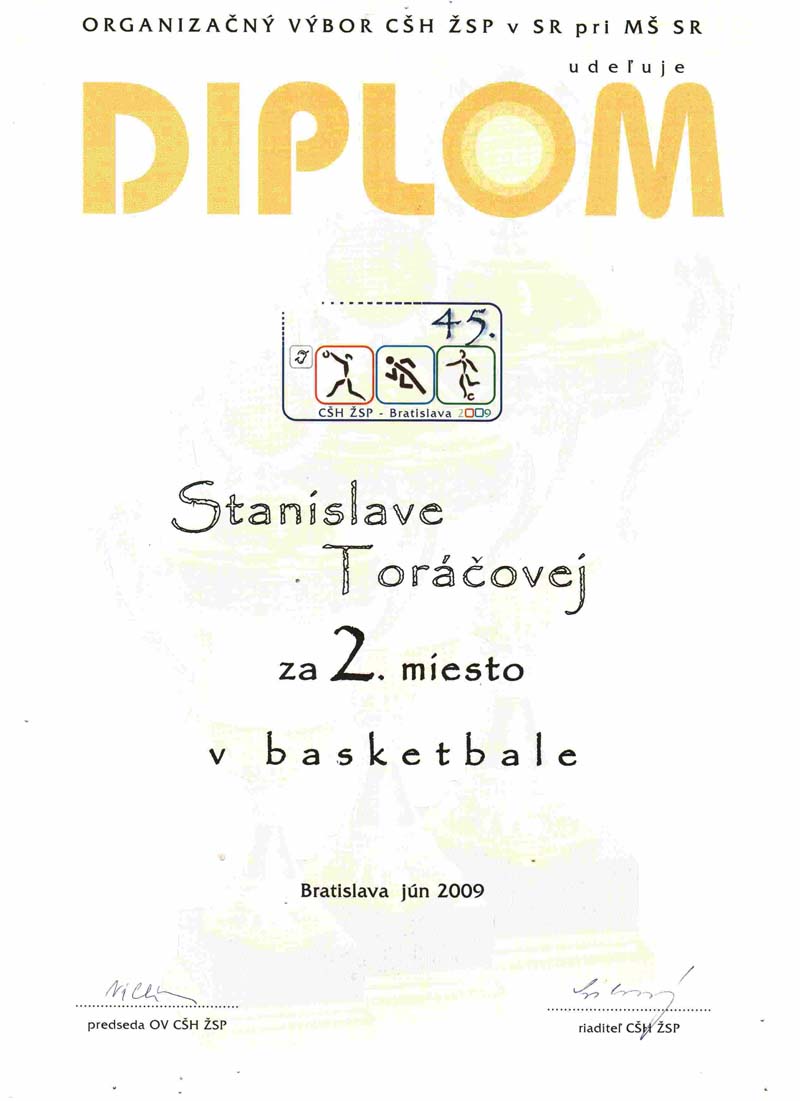 ORGANIZAČNÝ VÝBOR CŠH ŽSP v SR pri MŠ SR
udeľuje
DIPLOM
45.
CŠH ŽSP - Bratislava 2009
Stanislave
Toráčovej
za 2. miesto
v basketbale
Bratislava jún 2009
predseda OV CŠH ŽSP
riaditeľ CŠH ŽSP